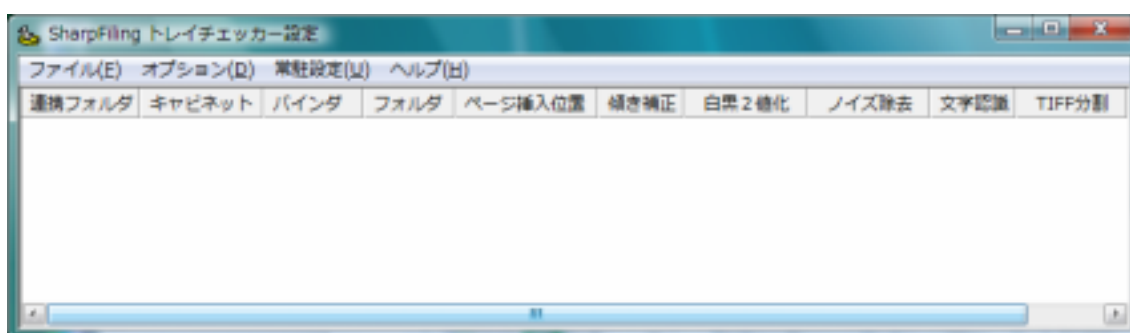 SharpFiling トレイチェッカー設定
ファイル(E) オプション(O) 常駐設定(U) ヘルプ(H)
連携フォルダ キャビネット バインダ フォルダ ページ挿入位置 傾き補正 白黒2値化 ノイズ除去 文字認識 TIFF分割